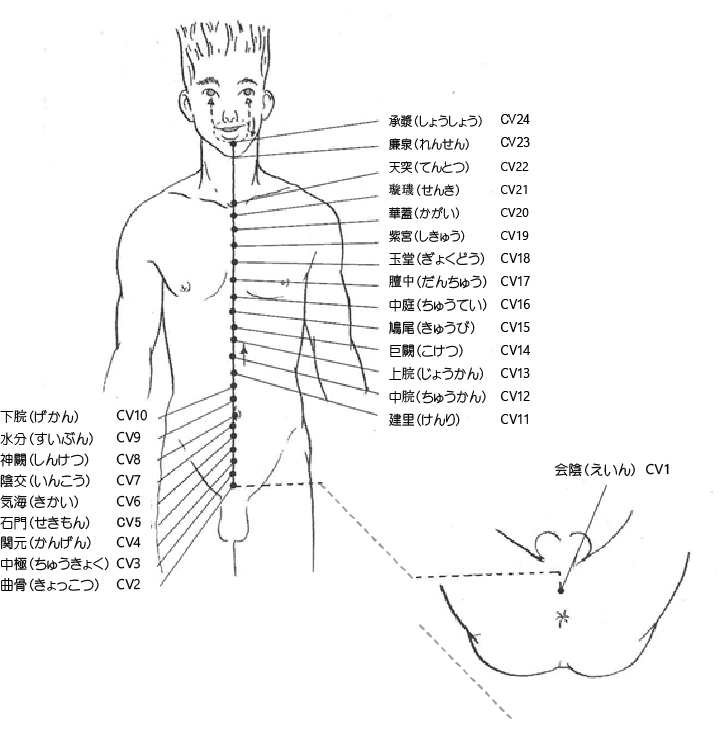 承漿(しょうしょう) CV24
廉泉(れんせん) CV23
天突(てんとつ) CV22
璇璣(せんき) CV21
華蓋(かがい) CV20
紫宮(しきゅう) CV19
玉堂(ぎょくどう) CV18
膻中(だんちゅう) CV17
中庭(ちゅうてい) CV16
鳩尾(きゅうび) CV15
巨闕(こけつ) CV14
上脘(じょうかん) CV13
中脘(ちゅうかん) CV12
建里(けんり) CV11
下脘(げかん) CV10
水分(すいぶん) CV9
神闕(しんけつ) CV8
陰交(いんこう) CV7
気海(きかい) CV6
石門(せきもん) CV5
関元(かんげん) CV4
中極(ちゅうきょく) CV3
曲骨(きょっこつ) CV2
会陰(えいん) CV1